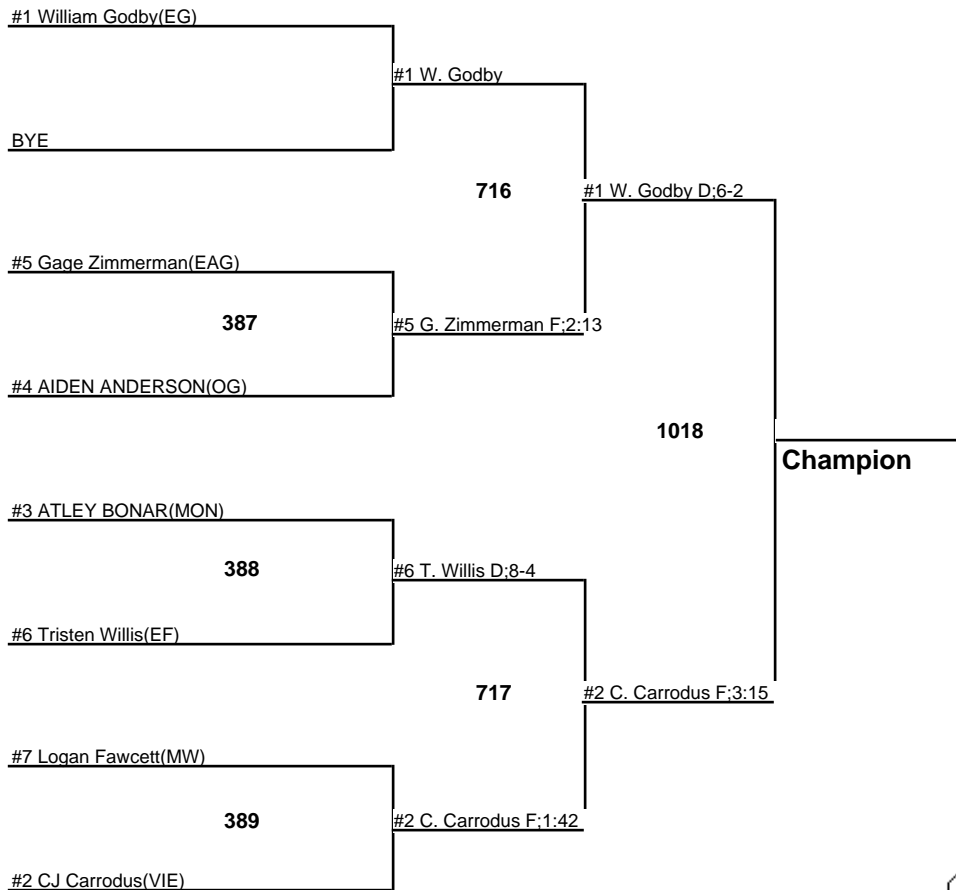 #1 William Godby(EG)
#1 W. Godby
BYE
716
#1 W. Godby D;6-2
#5 Gage Zimmerman(EAG)
387
#5 G. Zimmerman F;2:13
#4 AIDEN ANDERSON(OG)
1018
Champion
#3 ATLEY BONAR(MON)
388
#6 T. Willis D;8-4
#6 Tristen Willis(EF)
717
#2 C. Carrodus F;3:15
#7 Logan Fawcett(MW)
389
#2 C. Carrodus F;1:42
#2 CJ Carrodus(VIE)